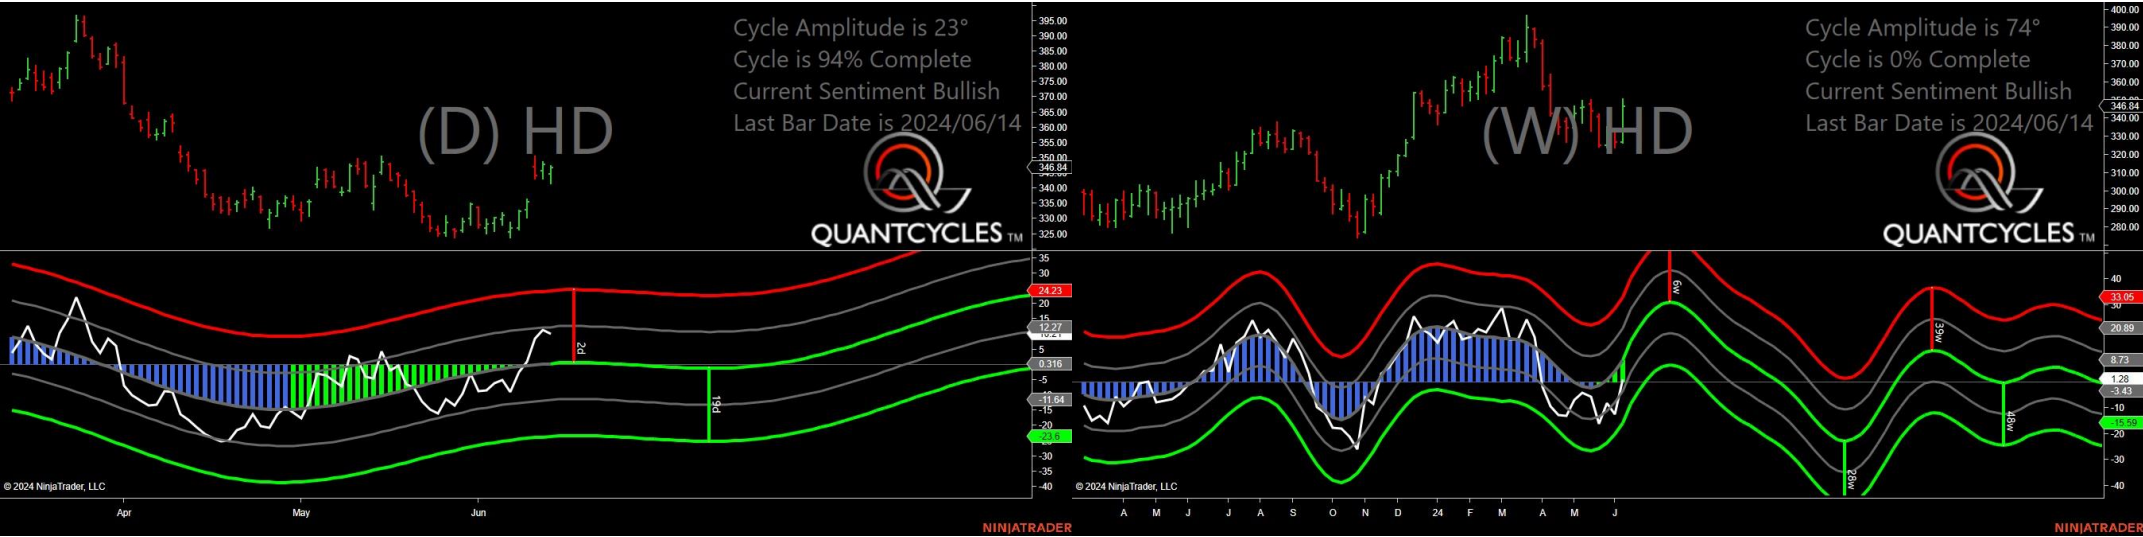 Cycle Amplitude is 23°
Cycle is 94% Complete
Current Sentiment Bullish
Last Bar Date is 2024/06/14
(D) HD
QUANTCYCLES TM
395.00
390.00
385.00
380.00
375.00
370.00
365.00
360.00
355.00
350.00
346.84
340.00
335.00
330.00
325.00
35
30
24.23
20
15
12.27
5
0.316
-5
-11.64
-15
-20
-23.6
-25
-30
-35
-40
2d
19d
© 2024 NinjaTrader, LLC
Apr May Jun
NINJATRADER
Cycle Amplitude is 74°
Cycle is 0% Complete
Current Sentiment Bullish
Last Bar Date is 2024/06/14
(W) HD
QUANTCYCLES TM
400.00
390.00
380.00
370.00
360.00
346.84
340.00
330.00
320.00
310.00
300.00
290.00
280.00
40
33.05
30
20.89
8.73
1.28
-3.43
-10
-15.59
-20
-30
-40
6w
39w
28w
48w
© 2024 NinjaTrader, LLC
A M J J A S O N D 24 F M A M J
NINJATRADER